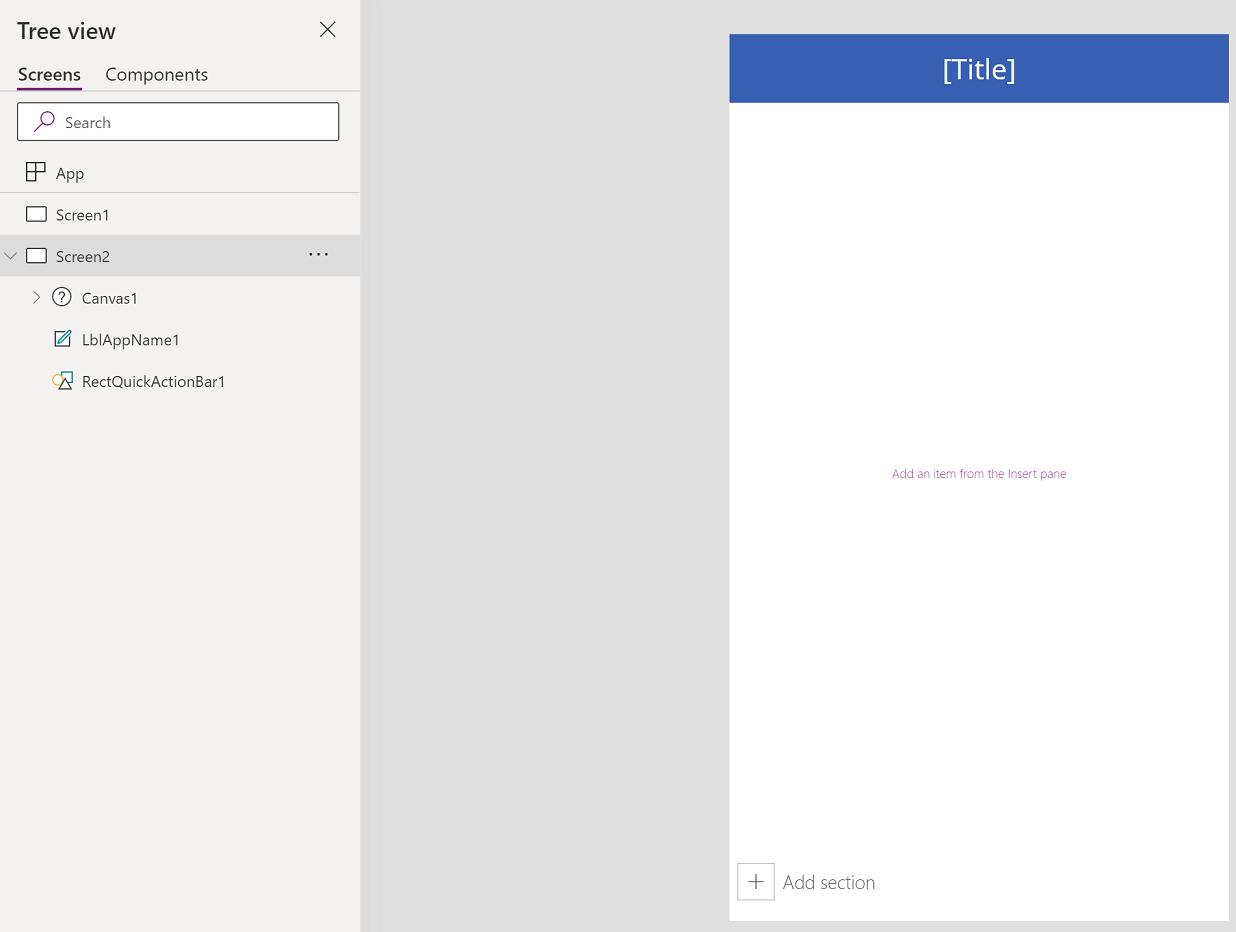 Tree view
Screens Components
Search
App
Screen1
Screen2
Canvas1
LblAppName1
RectQuickActionBar1
[Title]
Add an item from the Insert pane
Add section